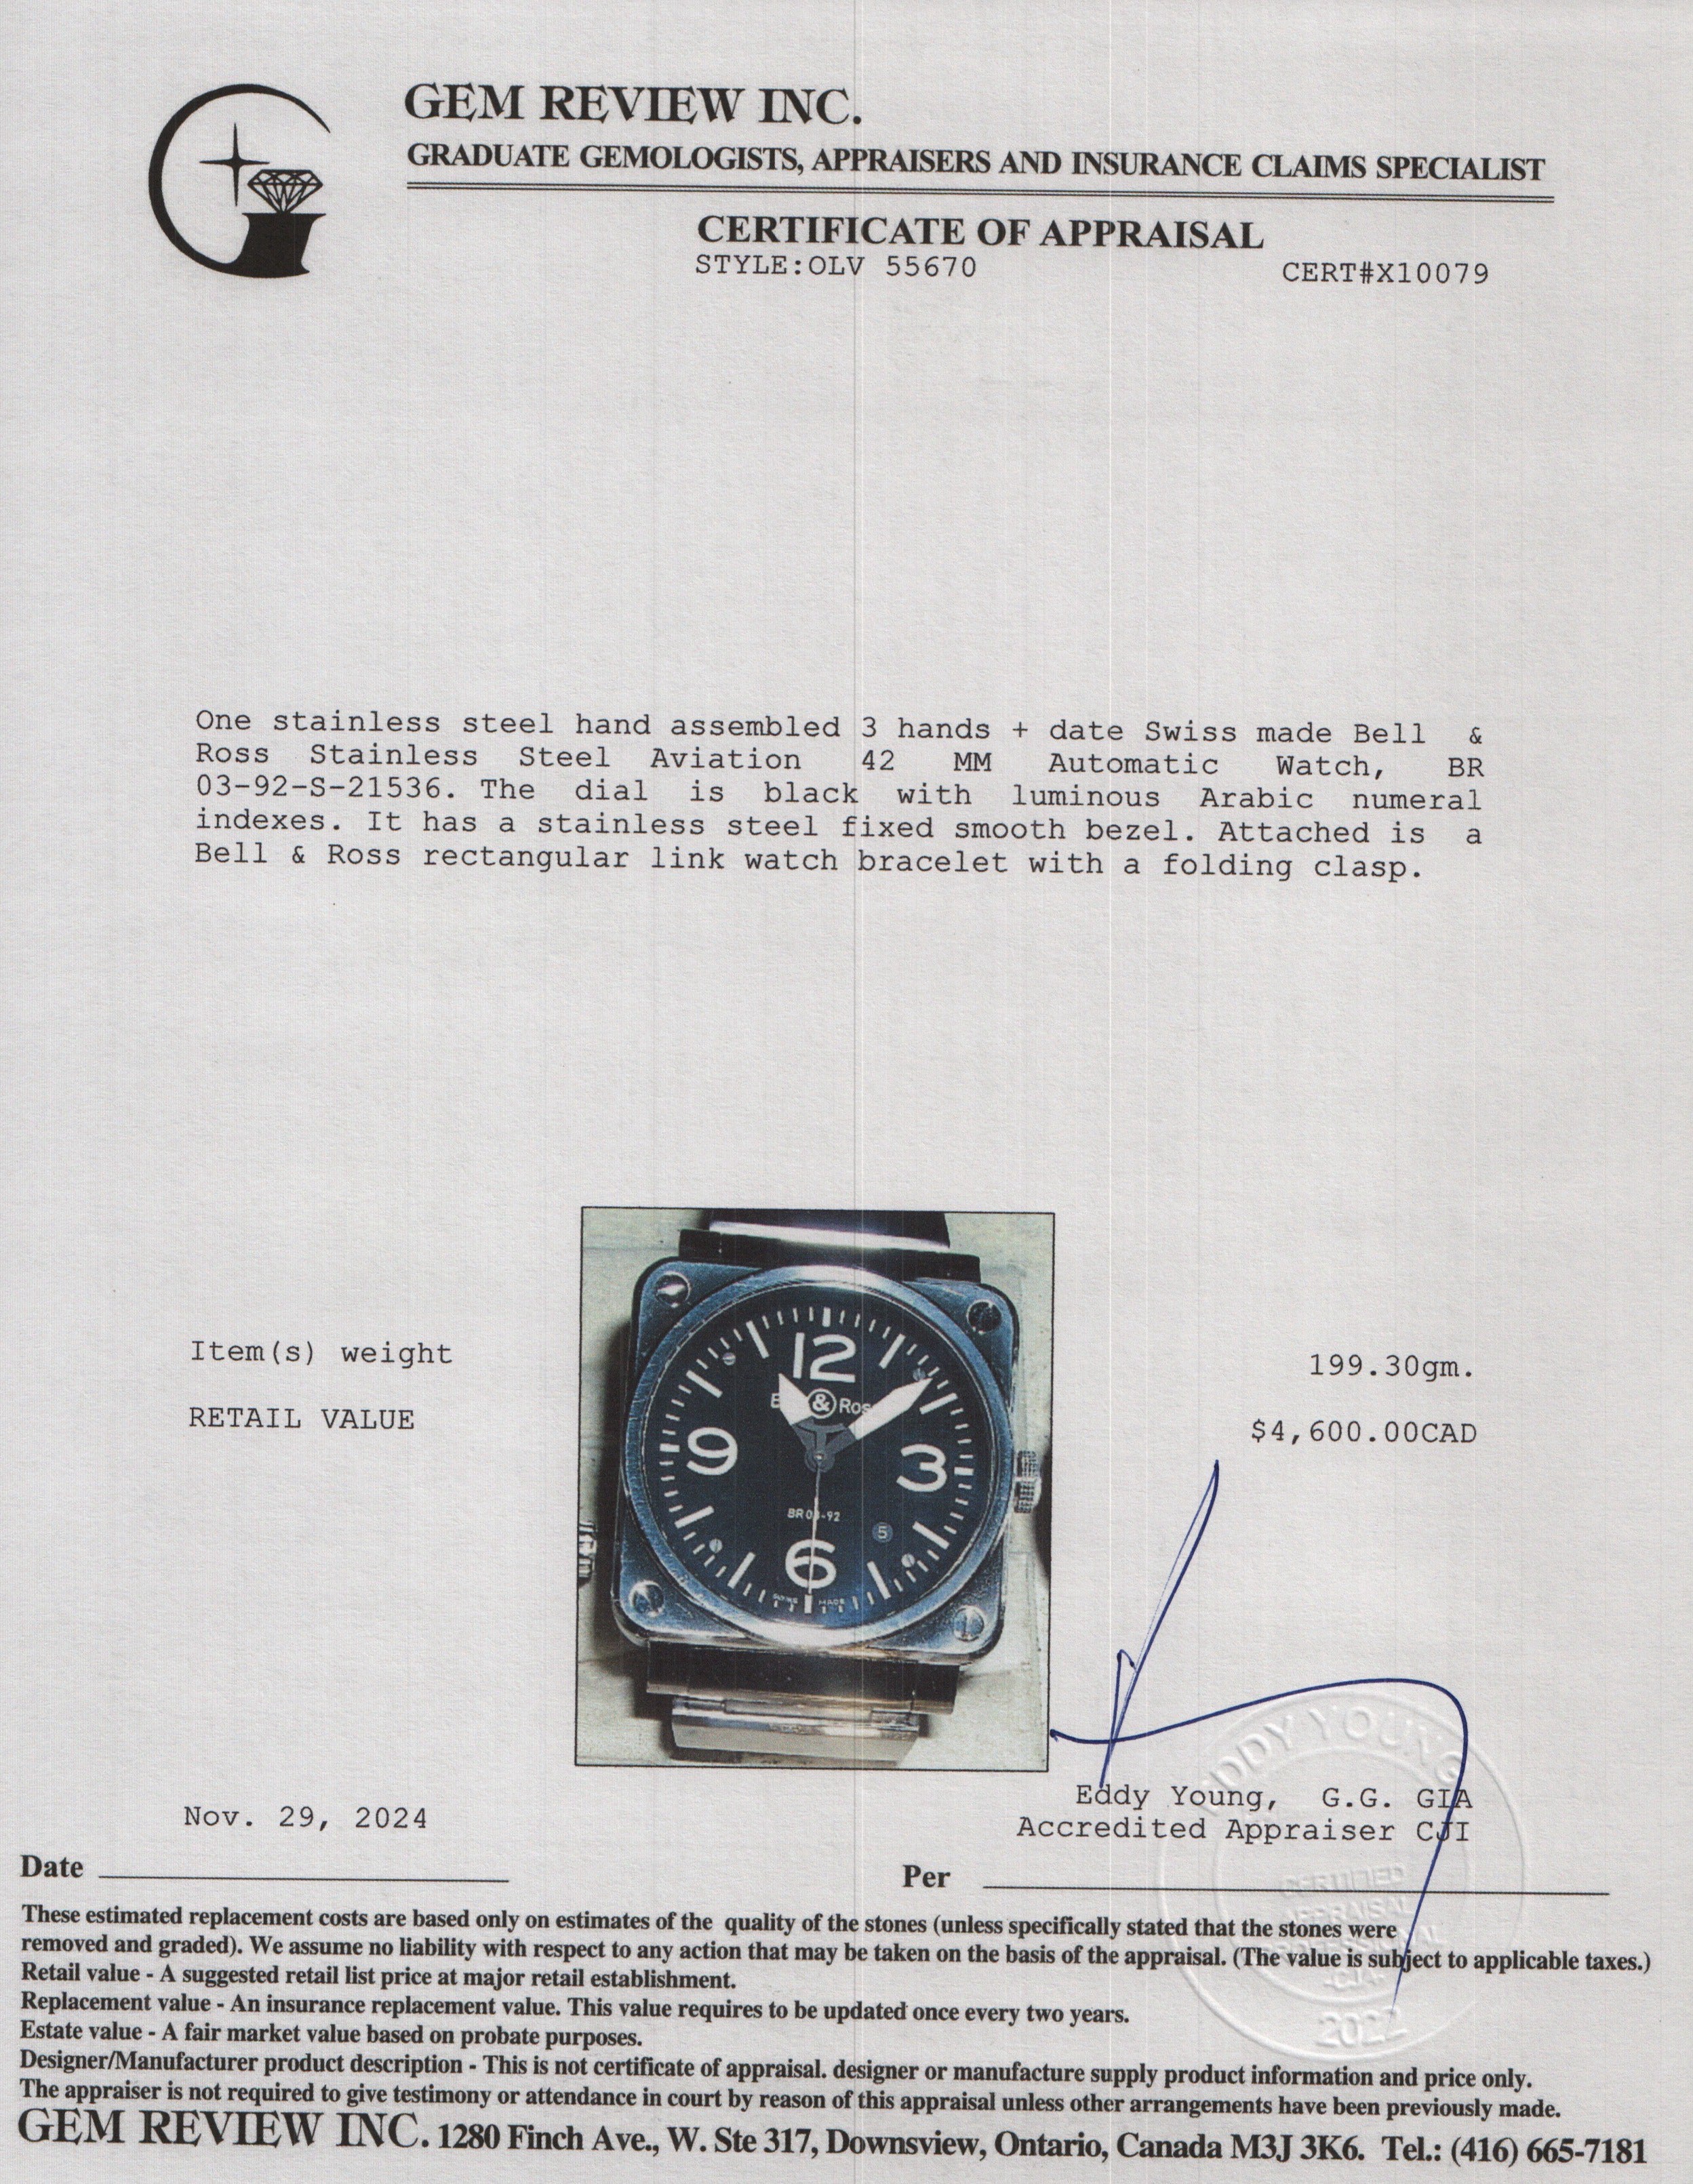 GEM REVIEW INC.
GRADUATE GEMOLOGISTS, APPRAISERS AND INSURANCE CLAIMS SPECIALIST
CERTIFICATE OF APPRAISAL
STYLE:OLV 55670
CERT#X10079
One stainless steel hand assembled 3 hands + date Swiss made Bell &
Ross Stainless Steel Aviation 42 MM Automatic Watch, BR
03-92-S-21536. The dial is black with luminous Arabic numeral
indexes. It has a stainless steel fixed smooth bezel. Attached is a
Bell & Ross rectangular link watch bracelet with a folding clasp.
12
& Ros
9
3
BR 0 -92
5
6
MADE
Item(s) weight
199.30gm.
RETAIL VALUE
$4,600.00CAD
EDDY YOUNG
CERTIFIED
APPRAISAL
C.J.A.
2022
Eddy Young, G.G. GIA
Accredited Appraiser CJI
Nov. 29, 2024
Date
Per
These estimated replacement costs are based only on estimates of the quality of the stones (unless specifically stated that the stones were
removed and graded). We assume no liability with respect to any action that may be taken on the basis of the appraisal. (The value is subject to applicable taxes.)
Retail value - A suggested retail list price at major retail establishment.
Replacement value - An insurance replacement value. This value requires to be updated once every two years.
Estate value - A fair market value based on probate purposes.
Designer/Manufacturer product description - This is not certificate of appraisal. designer or manufacture supply product information and price only.
The appraiser is not required to give testimony or attendance in court by reason of this appraisal unless other arrangements have been previously made.
GEM REVIEW INC. 1280 Finch Ave., W. Ste 317, Downsview, Ontario, Canada M3J 3K6. Tel.: (416) 665-7181